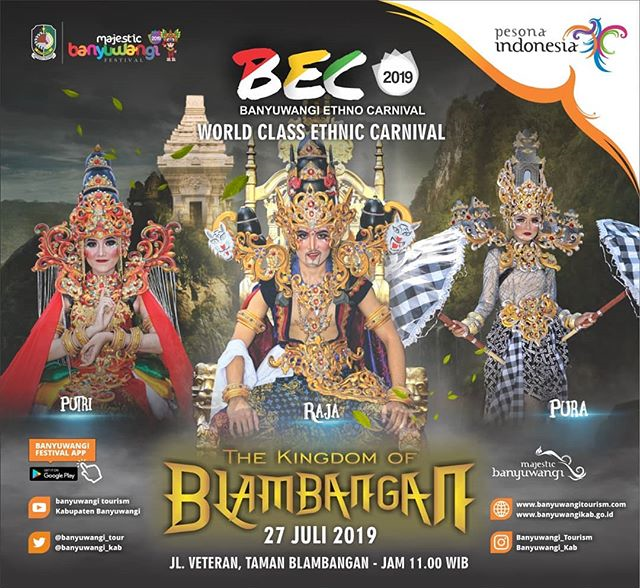 majestic
banyuwangi
FESTIVAL
2019
pesona
indonesia
BEC
2019
BANYUWANGI ETHNO CARNIVAL
WORLD CLASS ETHNIC CARNIVAL
PUTRI
RAJA
PURA
THE KINGDOM OF
BLAMBANGAN
27 JULI 2019
JL. VETERAN, TAMAN BLAMBANGAN - JAM 11.00 WIB
BANYUWANGI
FESTIVAL APP
GET IT ON
Google Play
banyuwangi tourism
Kabupaten Banyuwangi
@banyuwangi_tour
@banyuwangi_kab
majestic
banyuwangi
www.banyuwangitourism.com
www.banyuwangikab.go.id
Banyuwangi_Tourism
Banyuwangi_Kab